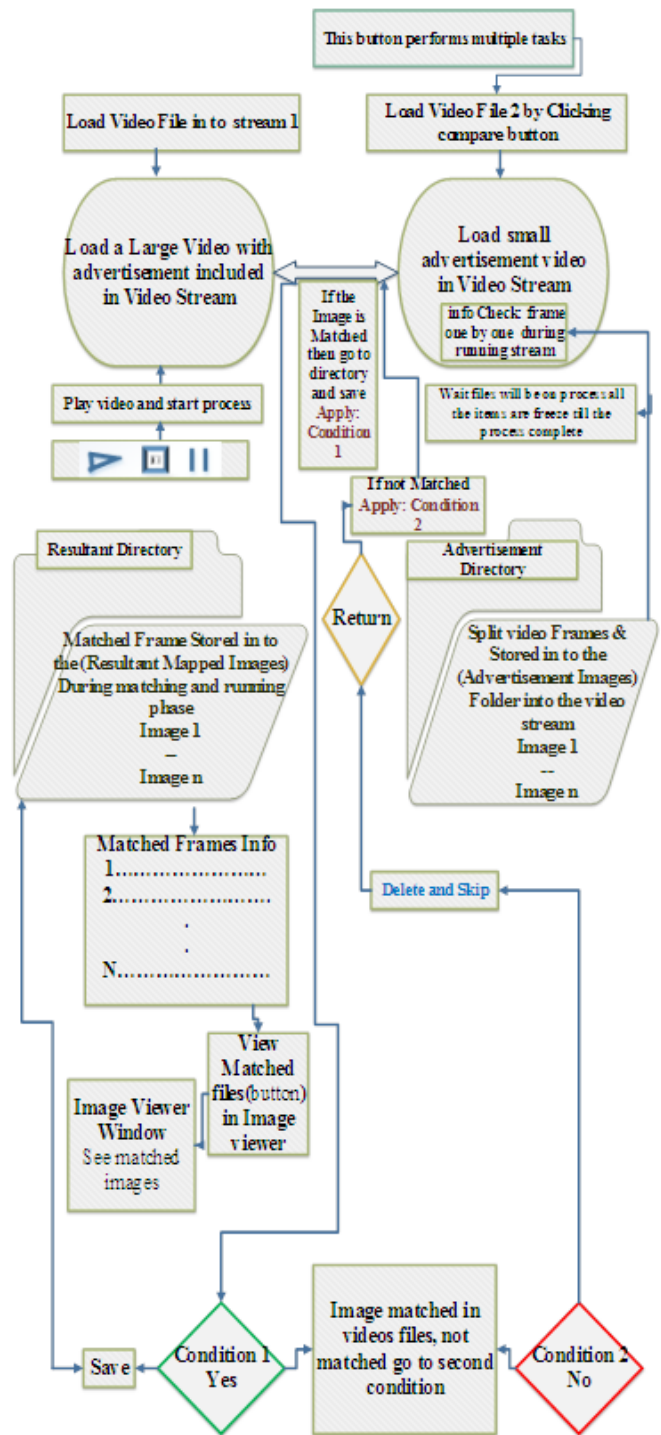 This button performs multiple tasks
Load Video File in to stream 1
Load Video File 2 by Clicking
compare button
Load a Large Video with
advertisement included
in Video Stream
Load small
advertisement video
in Video Stream
info Check: frame
one by one during
running stream
If the
Image is
Matched
then go to
directory
and save
Apply:
Condition
1
Play video and start process
Wait files will be on process all
the items are freeze till the
process complete
If not Matched
Apply: Condition
2
Resultant Directory
Advertisement
Directory
Return
Matched Frame Stored in to
the (Resultant Mapped Images)
During matching and running
phase
Image 1
--
Image n
Split video Frames &
Stored in to the
(Advertisement Images)
Folder into the video
stream
Image 1
--
Image n
Matched Frames Info
1........................
2........................
.
.
N........................
Delete and Skip
View
Matched
files(button)
in Image
viewer
Image Viewer
Window
See matched
images
Save
Condition 1
Yes
Image matched in
videos files, not
matched go to second
condition
Condition 2
No